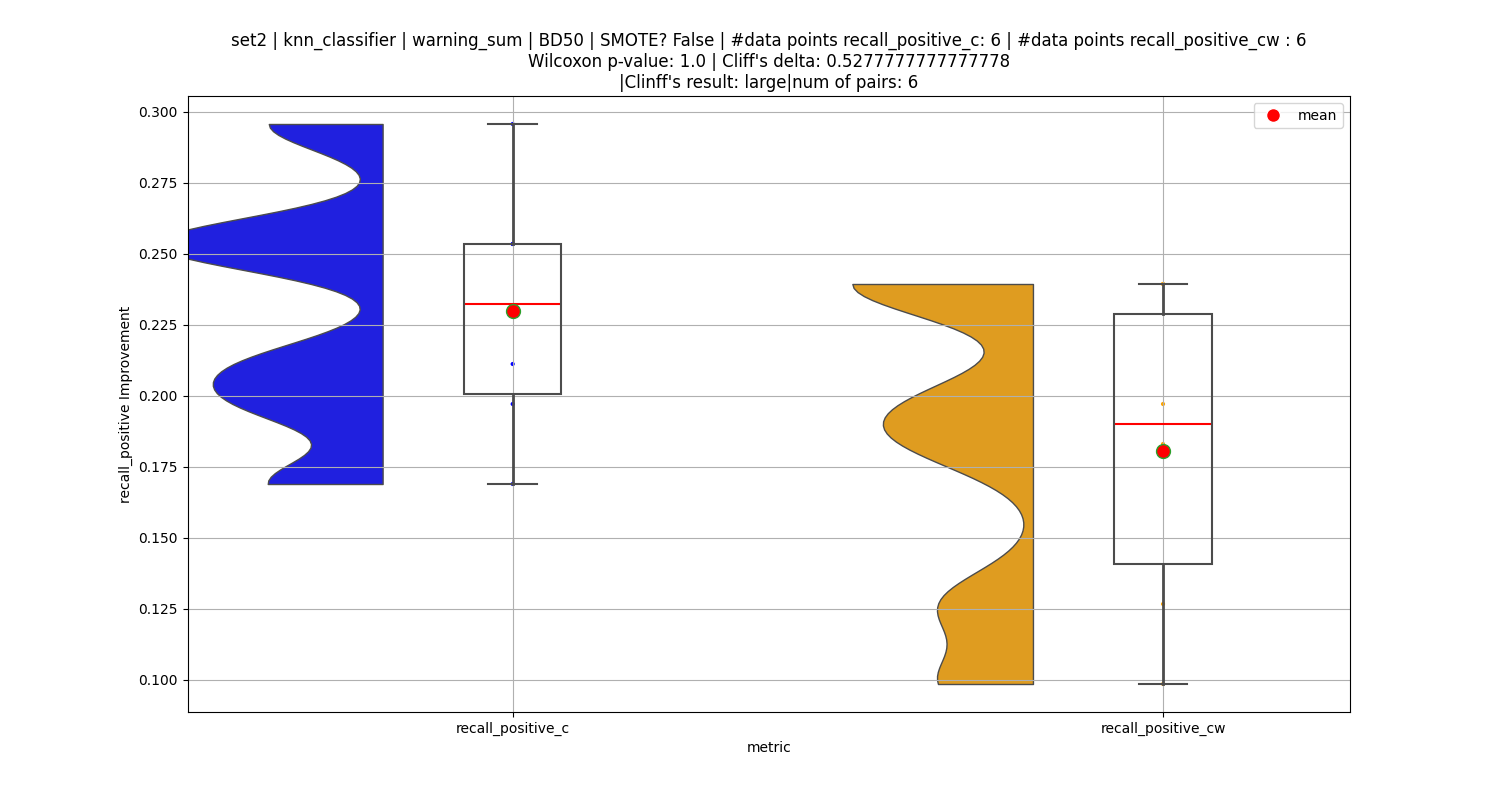 set2 | knn_classifier | warning_sum | BD50 | SMOTE? False | #data points recall_positive_c: 6 | #data points recall_positive_cw : 6
Wilcoxon p-value: 1.0 | Cliff's delta: 0.5277777777777778
|Clinff's result: large|num of pairs: 6
mean
0.300
0.275
0.250
0.225
0.200
0.175
0.150
0.125
0.100
recall_positive Improvement
recall_positive_c
recall_positive_cw
metric